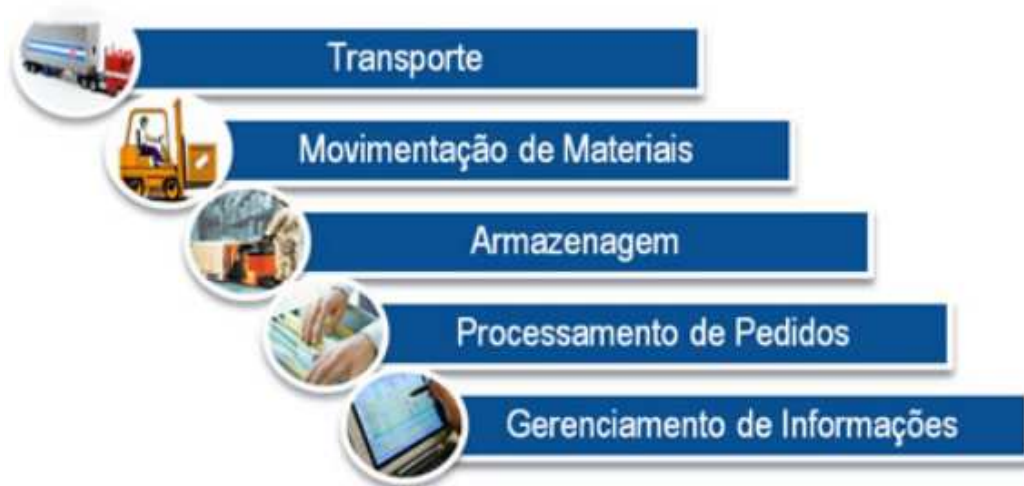 Transporte
Movimentação de Materiais
Armazenagem
Processamento de Pedidos
Gerenciamento de Informações